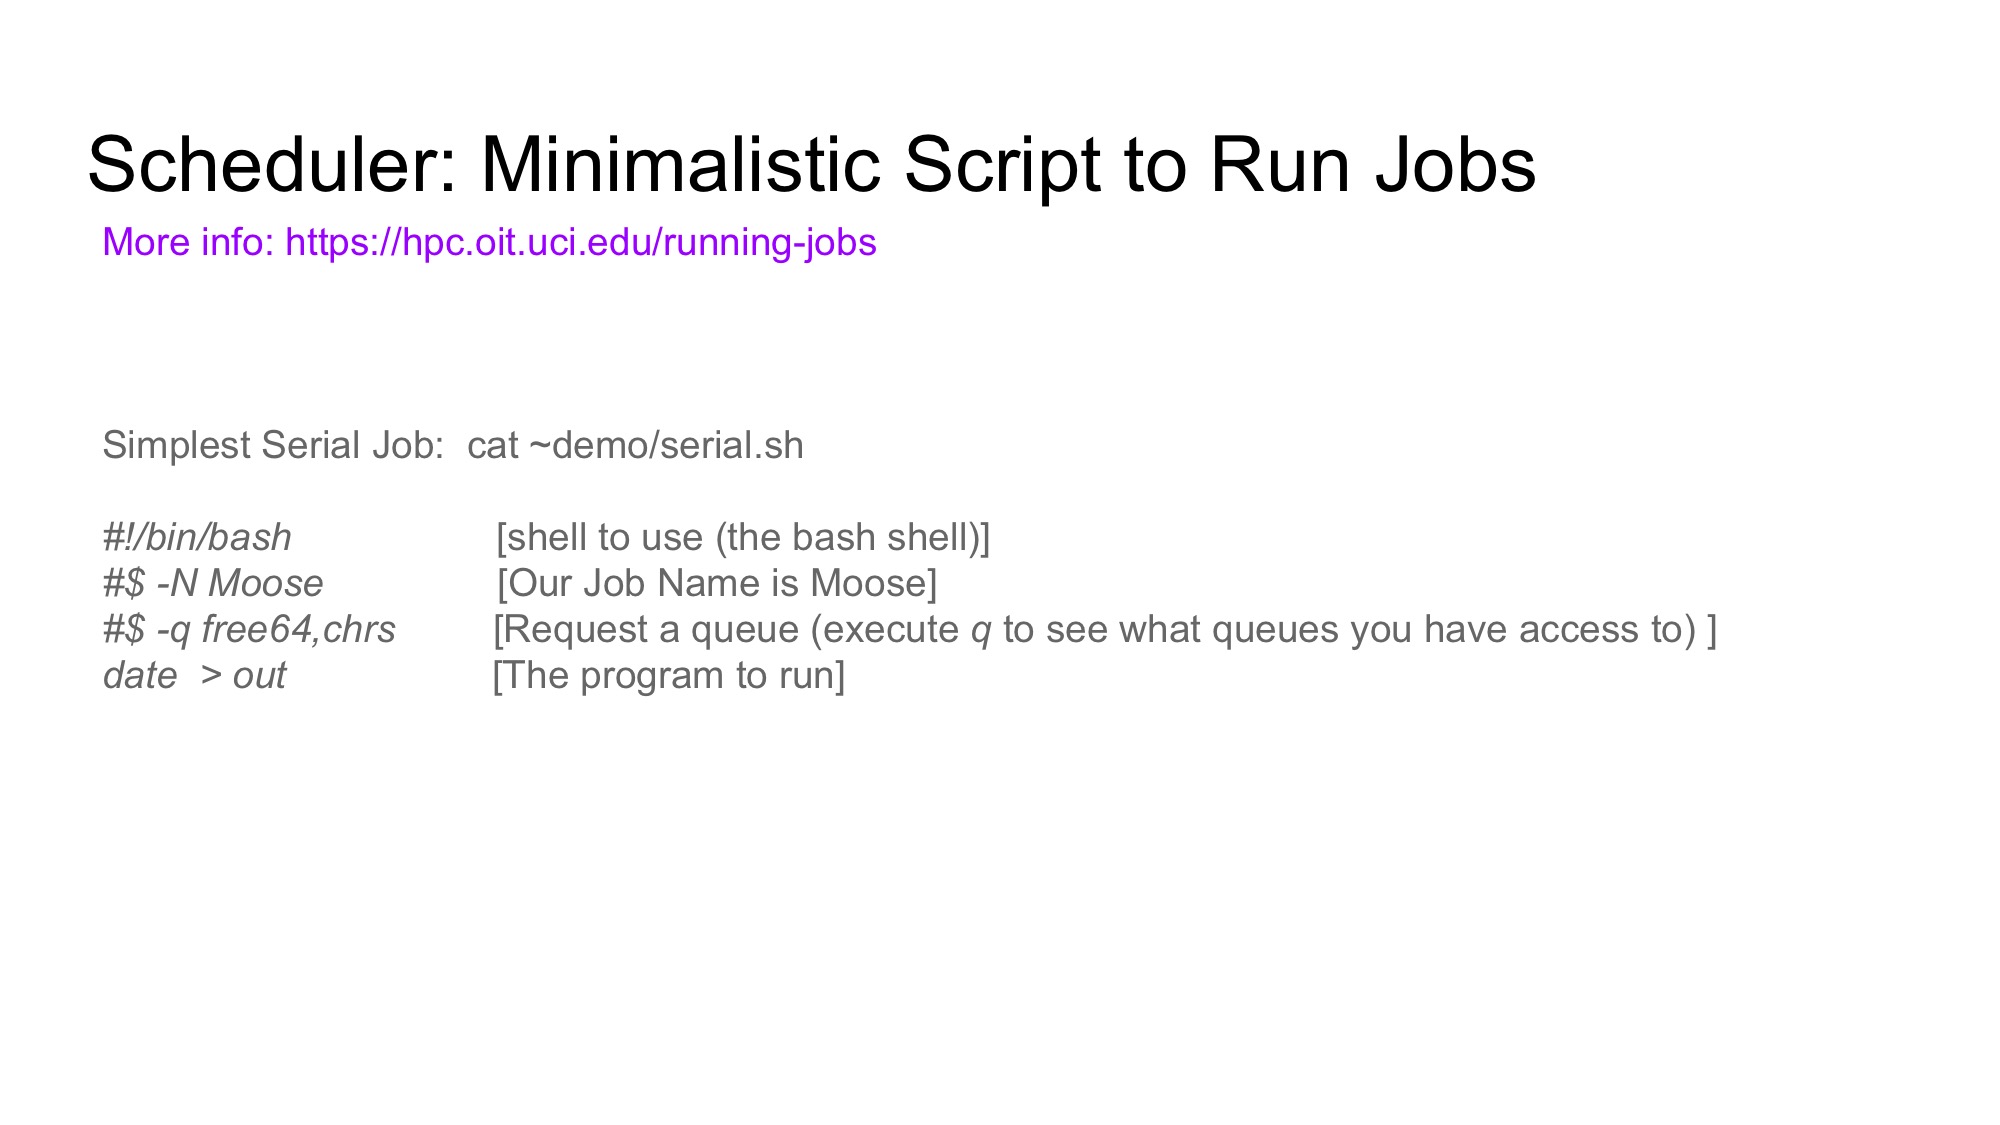 Scheduler: Minimalistic Script to Run Jobs
More info: https://hpc.oit.uci.edu/running-jobs
Simplest Serial Job:  cat ~demo/serial.sh
#!/bin/bash [shell to use (the bash shell)]
#$ -N Moose [Our Job Name is Moose]
#$ -q free64,chrs [Request a queue (execute q to see what queues you have access to) ]
date  > out [The program to run]